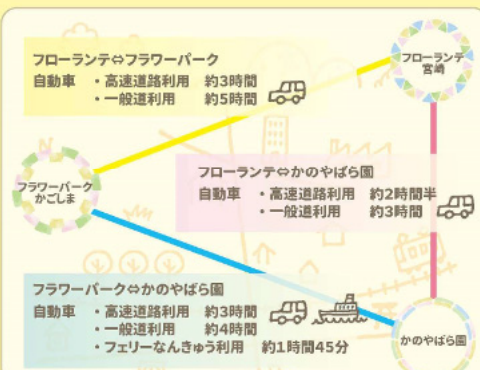 フローランテ⇔フラワーパーク
自動車 ・高速道路利用 約3時間
・一般道利用 約5時間
フローランテ
宮崎
フラワーパーク
かごしま
フローランテ⇔かのやばら園
自動車 ・高速道路利用 約2時間半
・一般道利用 約3時間
フラワーパーク⇔かのやばら園
自動車 ・高速道路利用 約3時間
・一般道利用 約4時間
・フェリーなんきゅう利用 約1時間45分
かのやばら園